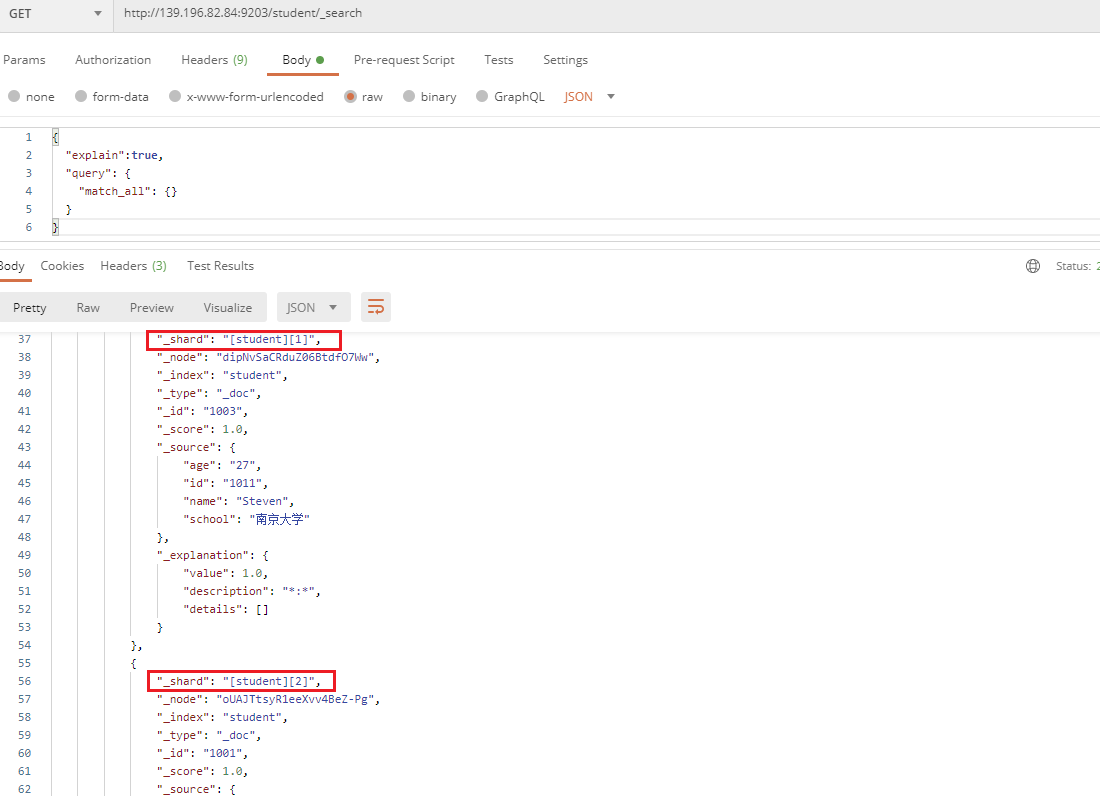 GET http://139.196.82.84:9203/student/_search
Params Authorization Headers (9) Body Pre-request Script Tests Settings
none form-data x-www-form-urlencoded raw binary GraphQL JSON
1 {
2 "explain":true,
3 "query": {
4 "match_all": {}
5 }
6 }
Body Cookies Headers (3) Test Results Status: 2
Pretty Raw Preview Visualize JSON
37 "_shard": "[student][1]",
38 "_node": "dipNvSaCRduZ06BtdfO7Ww",
39 "_index": "student",
40 "_type": "_doc",
41 "_id": "1003",
42 "_score": 1.0,
43 "_source": {
44 "age": "27",
45 "id": "1011",
46 "name": "Steven",
47 "school": "南京大学"
48 },
49 "_explanation": {
50 "value": 1.0,
51 "description": "*:*",
52 "details": []
53 }
54 },
55 {
56 "_shard": "[student][2]",
57 "_node": "oUAJTtsyR1eeXvv4BeZ-Pg",
58 "_index": "student",
59 "_type": "_doc",
60 "_id": "1001",
61 "_score": 1.0,
62 "_source": {